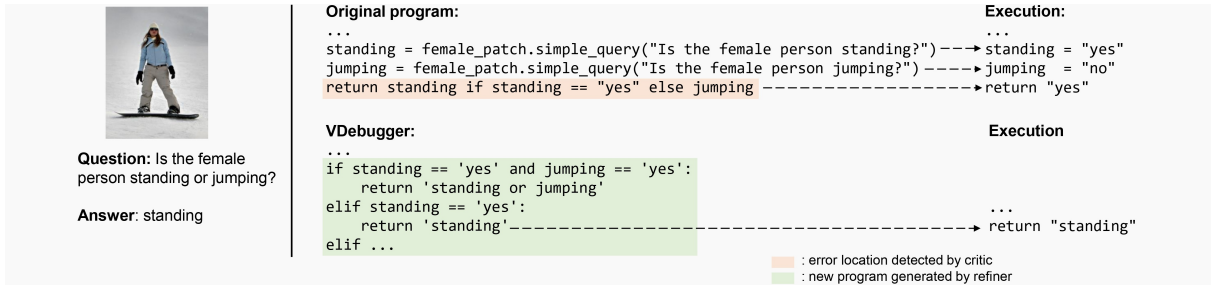 Question: Is the female
person standing or jumping?
Answer: standing
Original program:
Execution:
...
...
standing = female_patch.simple_query("Is the female person standing?")
standing = "yes"
jumping = female_patch.simple_query("Is the female person jumping?")
jumping = "no"
return standing if standing == "yes" else jumping
return "yes"
VDebugger:
Execution
...
if standing == 'yes' and jumping == 'yes':
return 'standing or jumping'
elif standing == 'yes':
...
return 'standing'
return "standing"
elif ...
: error location detected by critic
: new program generated by refiner